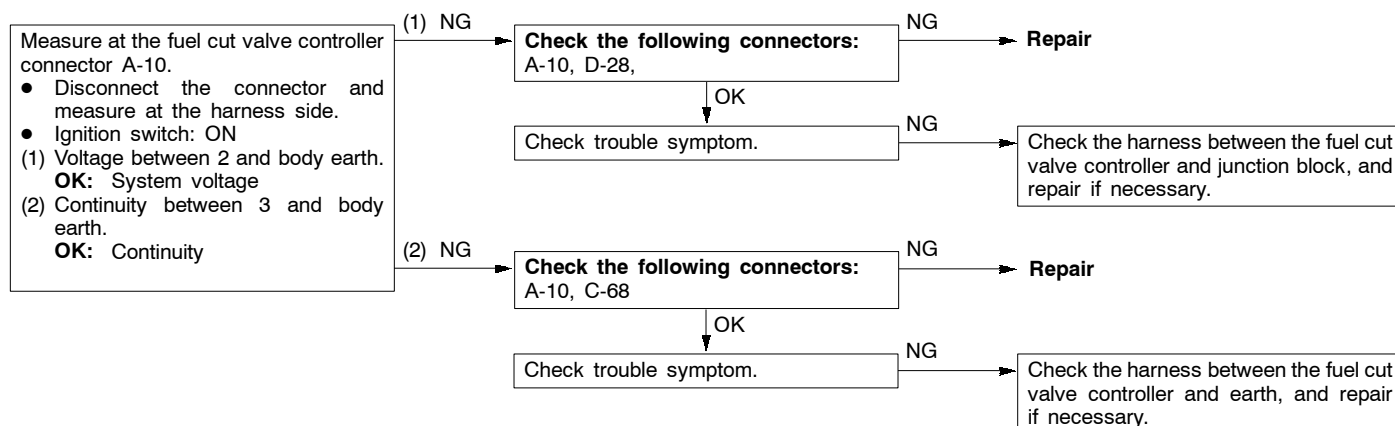 Measure at the fuel cut valve controller
connector A-10.
● Disconnect the connector and
measure at the harness side.
● Ignition switch: ON
(1) Voltage between 2 and body earth.
OK: System voltage
(2) Continuity between 3 and body
earth.
OK: Continuity
(1) NG
Check the following connectors:
A-10, D-28,
NG
Repair
OK
Check trouble symptom.
NG
Check the harness between the fuel cut
valve controller and junction block, and
repair if necessary.
(2) NG
Check the following connectors:
A-10, C-68
NG
Repair
OK
Check trouble symptom.
NG
Check the harness between the fuel cut
valve controller and earth, and repair
if necessary.